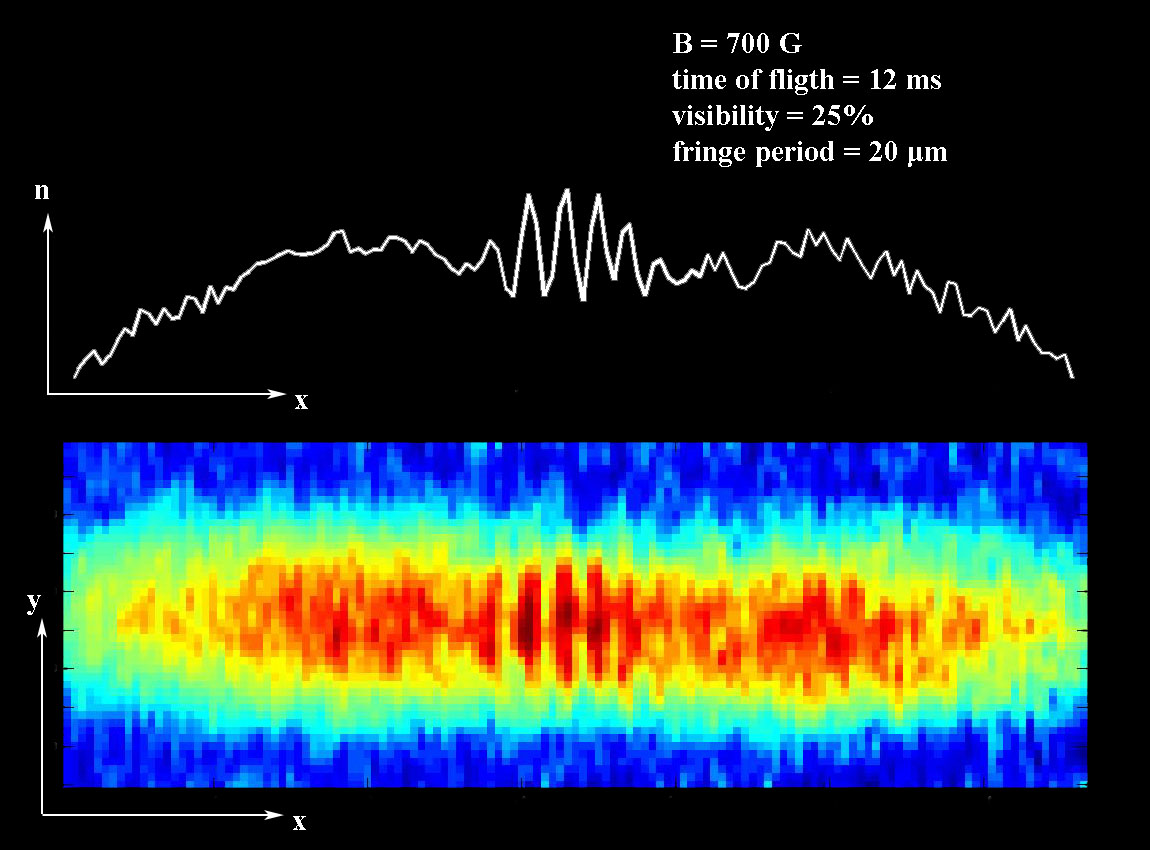 B = 700 G
time of fligth = 12 ms
visibility = 25%
fringe period = 20 μm
n
x
y
x